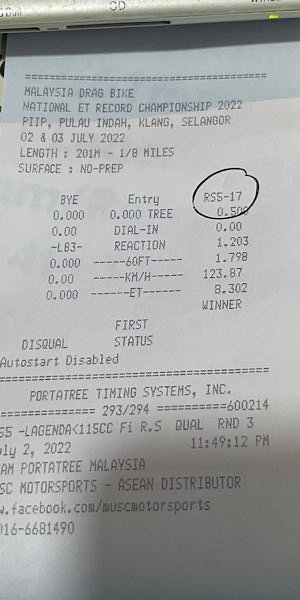 MALAYSIA DRAG BIKE
NATIONAL ET RECORD CHAMPIONSHIP 2022
PIIP, PULAU INDAH, KLANG, SELANGOR
02 & 03 JULY 2022
LENGTH : 201M - 1/8 MILES
SURFACE : NO-PREP
BYE Entry RS5-17
0.000 0.000 TREE 0.500
0.00 DIAL-IN 0.00
-LB3- REACTION 1.203
0.000 ------60FT----- 1.798
0.00 ------KM/H----- 123.87
0.000 ------ET------ 8.302
WINNER
FIRST
DISQUAL STATUS
Autostart Disabled
PORTATREE TIMING SYSTEMS, INC.
============ 293/294 ==========600214
-LAGENDA<115CC Fi R.S QUAL RND 3
2, 2022 11:49:12 PM
PORTATREE MALAYSIA
MOTORSPORTS - ASEAN DISTRIBUTOR
.facebook.com/muscmotorsports
016-6681490